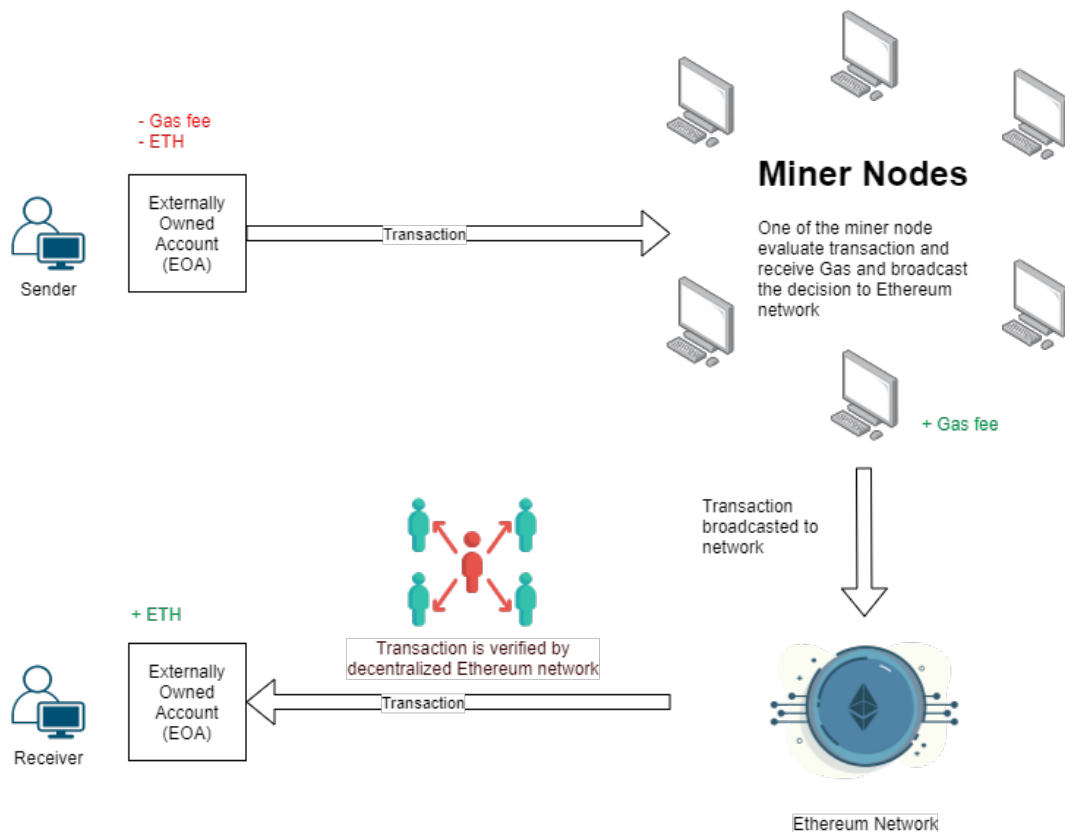 - Gas fee
- ETH
Externally
Owned
Account
(EOA)
Sender
Transaction
Miner Nodes
One of the miner node
evaluate transaction and
receive Gas and broadcast
the decision to Ethereum
network
+ Gas fee
Transaction
broadcasted to
network
Transaction is verified by
decentralized Ethereum network
+ ETH
Externally
Owned
Account
(EOA)
Receiver
Transaction
Ethereum Network